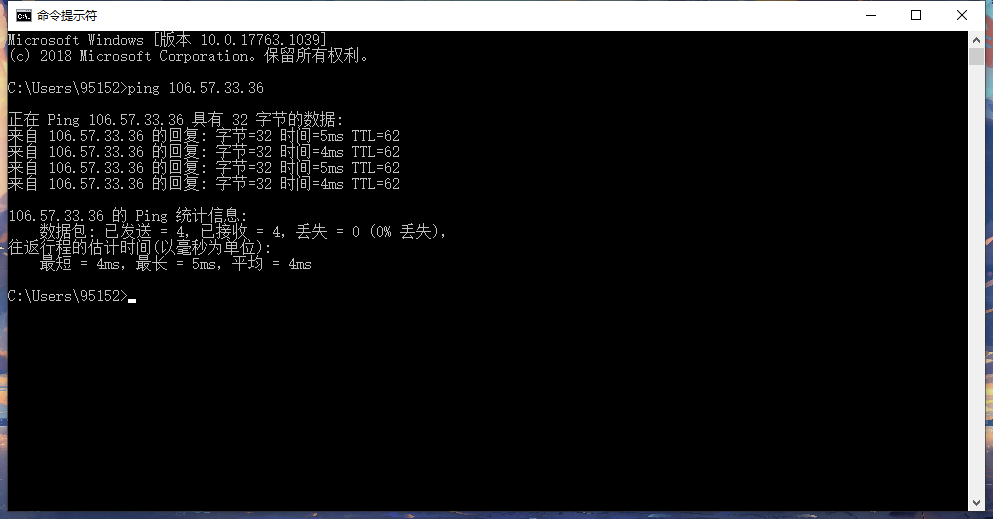 命令提示符
Microsoft Windows [版本 10.0.17763.1039]
(c) 2018 Microsoft Corporation。保留所有权利。
C:\Users\95152>ping 106.57.33.36
正在 Ping 106.57.33.36 具有 32 字节的数据:
来自 106.57.33.36 的回复: 字节=32 时间=5ms TTL=62
来自 106.57.33.36 的回复: 字节=32 时间=4ms TTL=62
来自 106.57.33.36 的回复: 字节=32 时间=5ms TTL=62
来自 106.57.33.36 的回复: 字节=32 时间=4ms TTL=62
106.57.33.36 的 Ping 统计信息:
数据包: 已发送 = 4，已接收 = 4，丢失 = 0 (0% 丢失)，
往返行程的估计时间(以毫秒为单位):
最短 = 4ms，最长 = 5ms，平均 = 4ms
C:\Users\95152>